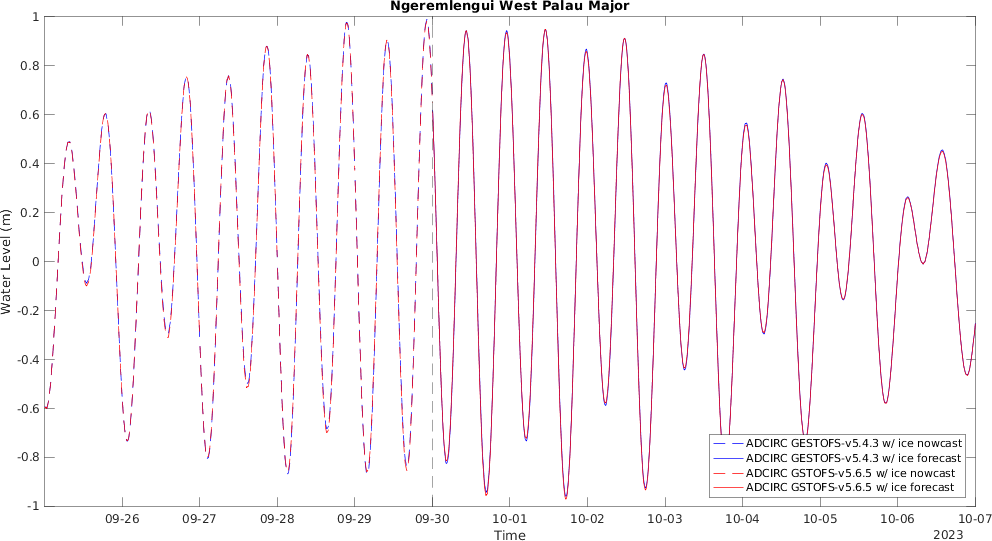 Ngeremlengui West Palau Major
1
0.8
0.6
0.4
0.2
0
-0.2
-0.4
-0.6
-0.8
-1
Water Level (m)
09-26 09-27 09-28 09-29 09-30 10-01 10-02 10-03 10-04 10-05 10-06 10-07
Time
2023
ADCIRC GESTOFS-v5.4.3 w/ ice nowcast
ADCIRC GESTOFS-v5.4.3 w/ ice forecast
ADCIRC GSTOFS-v5.6.5 w/ ice nowcast
ADCIRC GSTOFS-v5.6.5 w/ ice forecast